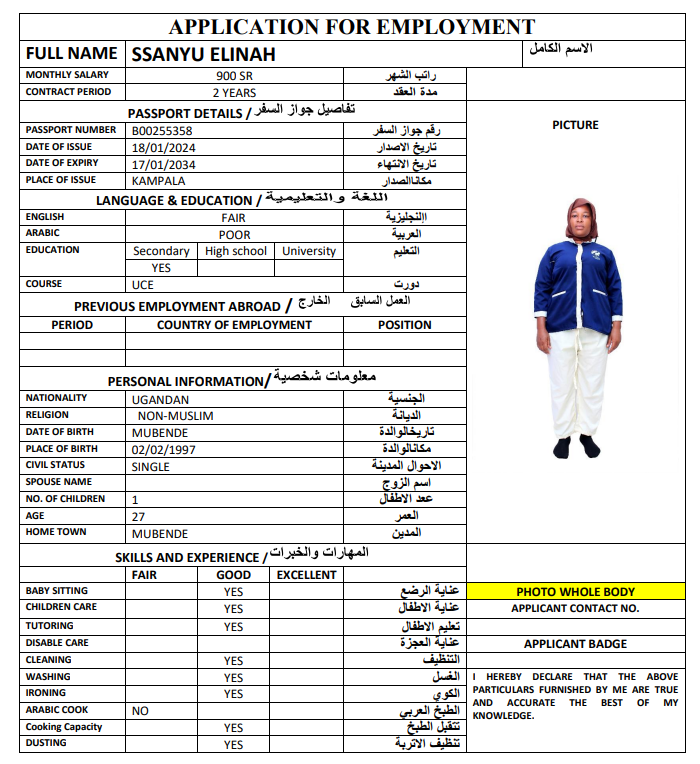 APPLICATION FOR EMPLOYMENT
FULL NAME SSANYU ELINAH الاسم الكامل
MONTHLY SALARY 900 SR راتب الشهر
CONTRACT PERIOD 2 YEARS مدة العقد
PASSPORT DETAILS / تفاصيل جواز السفر
PICTURE
PASSPORT NUMBER B00255358 رقم جواز السفر
DATE OF ISSUE 18/01/2024 تاريخ الاصدار
DATE OF EXPIRY 17/01/2034 تاريخ الانتهاء
PLACE OF ISSUE KAMPALA مكاناالصدار
LANGUAGE & EDUCATION / اللغة والتعليمية
ENGLISH FAIR االنجليزية
ARABIC POOR العربية
EDUCATION Secondary High school University التعليم
YES
COURSE UCE دورت
PREVIOUS EMPLOYMENT ABROAD / العمل السابق الخارج
PERIOD COUNTRY OF EMPLOYMENT POSITION
PERSONAL INFORMATION/ معلومات شخصية
NATIONALITY UGANDAN الجنسية
RELIGION NON-MUSLIM الديانة
DATE OF BIRTH MUBENDE تاريخالوالدة
PLACE OF BIRTH 02/02/1997 مكانالوالدة
CIVIL STATUS SINGLE الاحوال المدينة
SPOUSE NAME اسم الزوج
NO. OF CHILDREN 1 عدد الاطفال
AGE 27 العمر
HOME TOWN MUBENDE المدين
SKILLS AND EXPERIENCE / المهارات والخبرات
FAIR GOOD EXCELLENT
BABY SITTING YES عناية الرضع
PHOTO WHOLE BODY
CHILDREN CARE YES عناية الاطفال
APPLICANT CONTACT NO.
TUTORING YES تعليم الاطفال
DISABLE CARE عناية العجزة
APPLICANT BADGE
CLEANING YES التنظيف
WASHING YES الغسل
IRONING YES الكوي
ARABIC COOK NO الطبخ العربي
Cooking Capacity YES تتقبل الطبخ
DUSTING YES تنظيف الاتربة
I HEREBY DECLARE THAT THE ABOVE
PARTICULARS FURNISHED BY ME ARE TRUE
AND ACCURATE THE BEST OF MY
KNOWLEDGE.